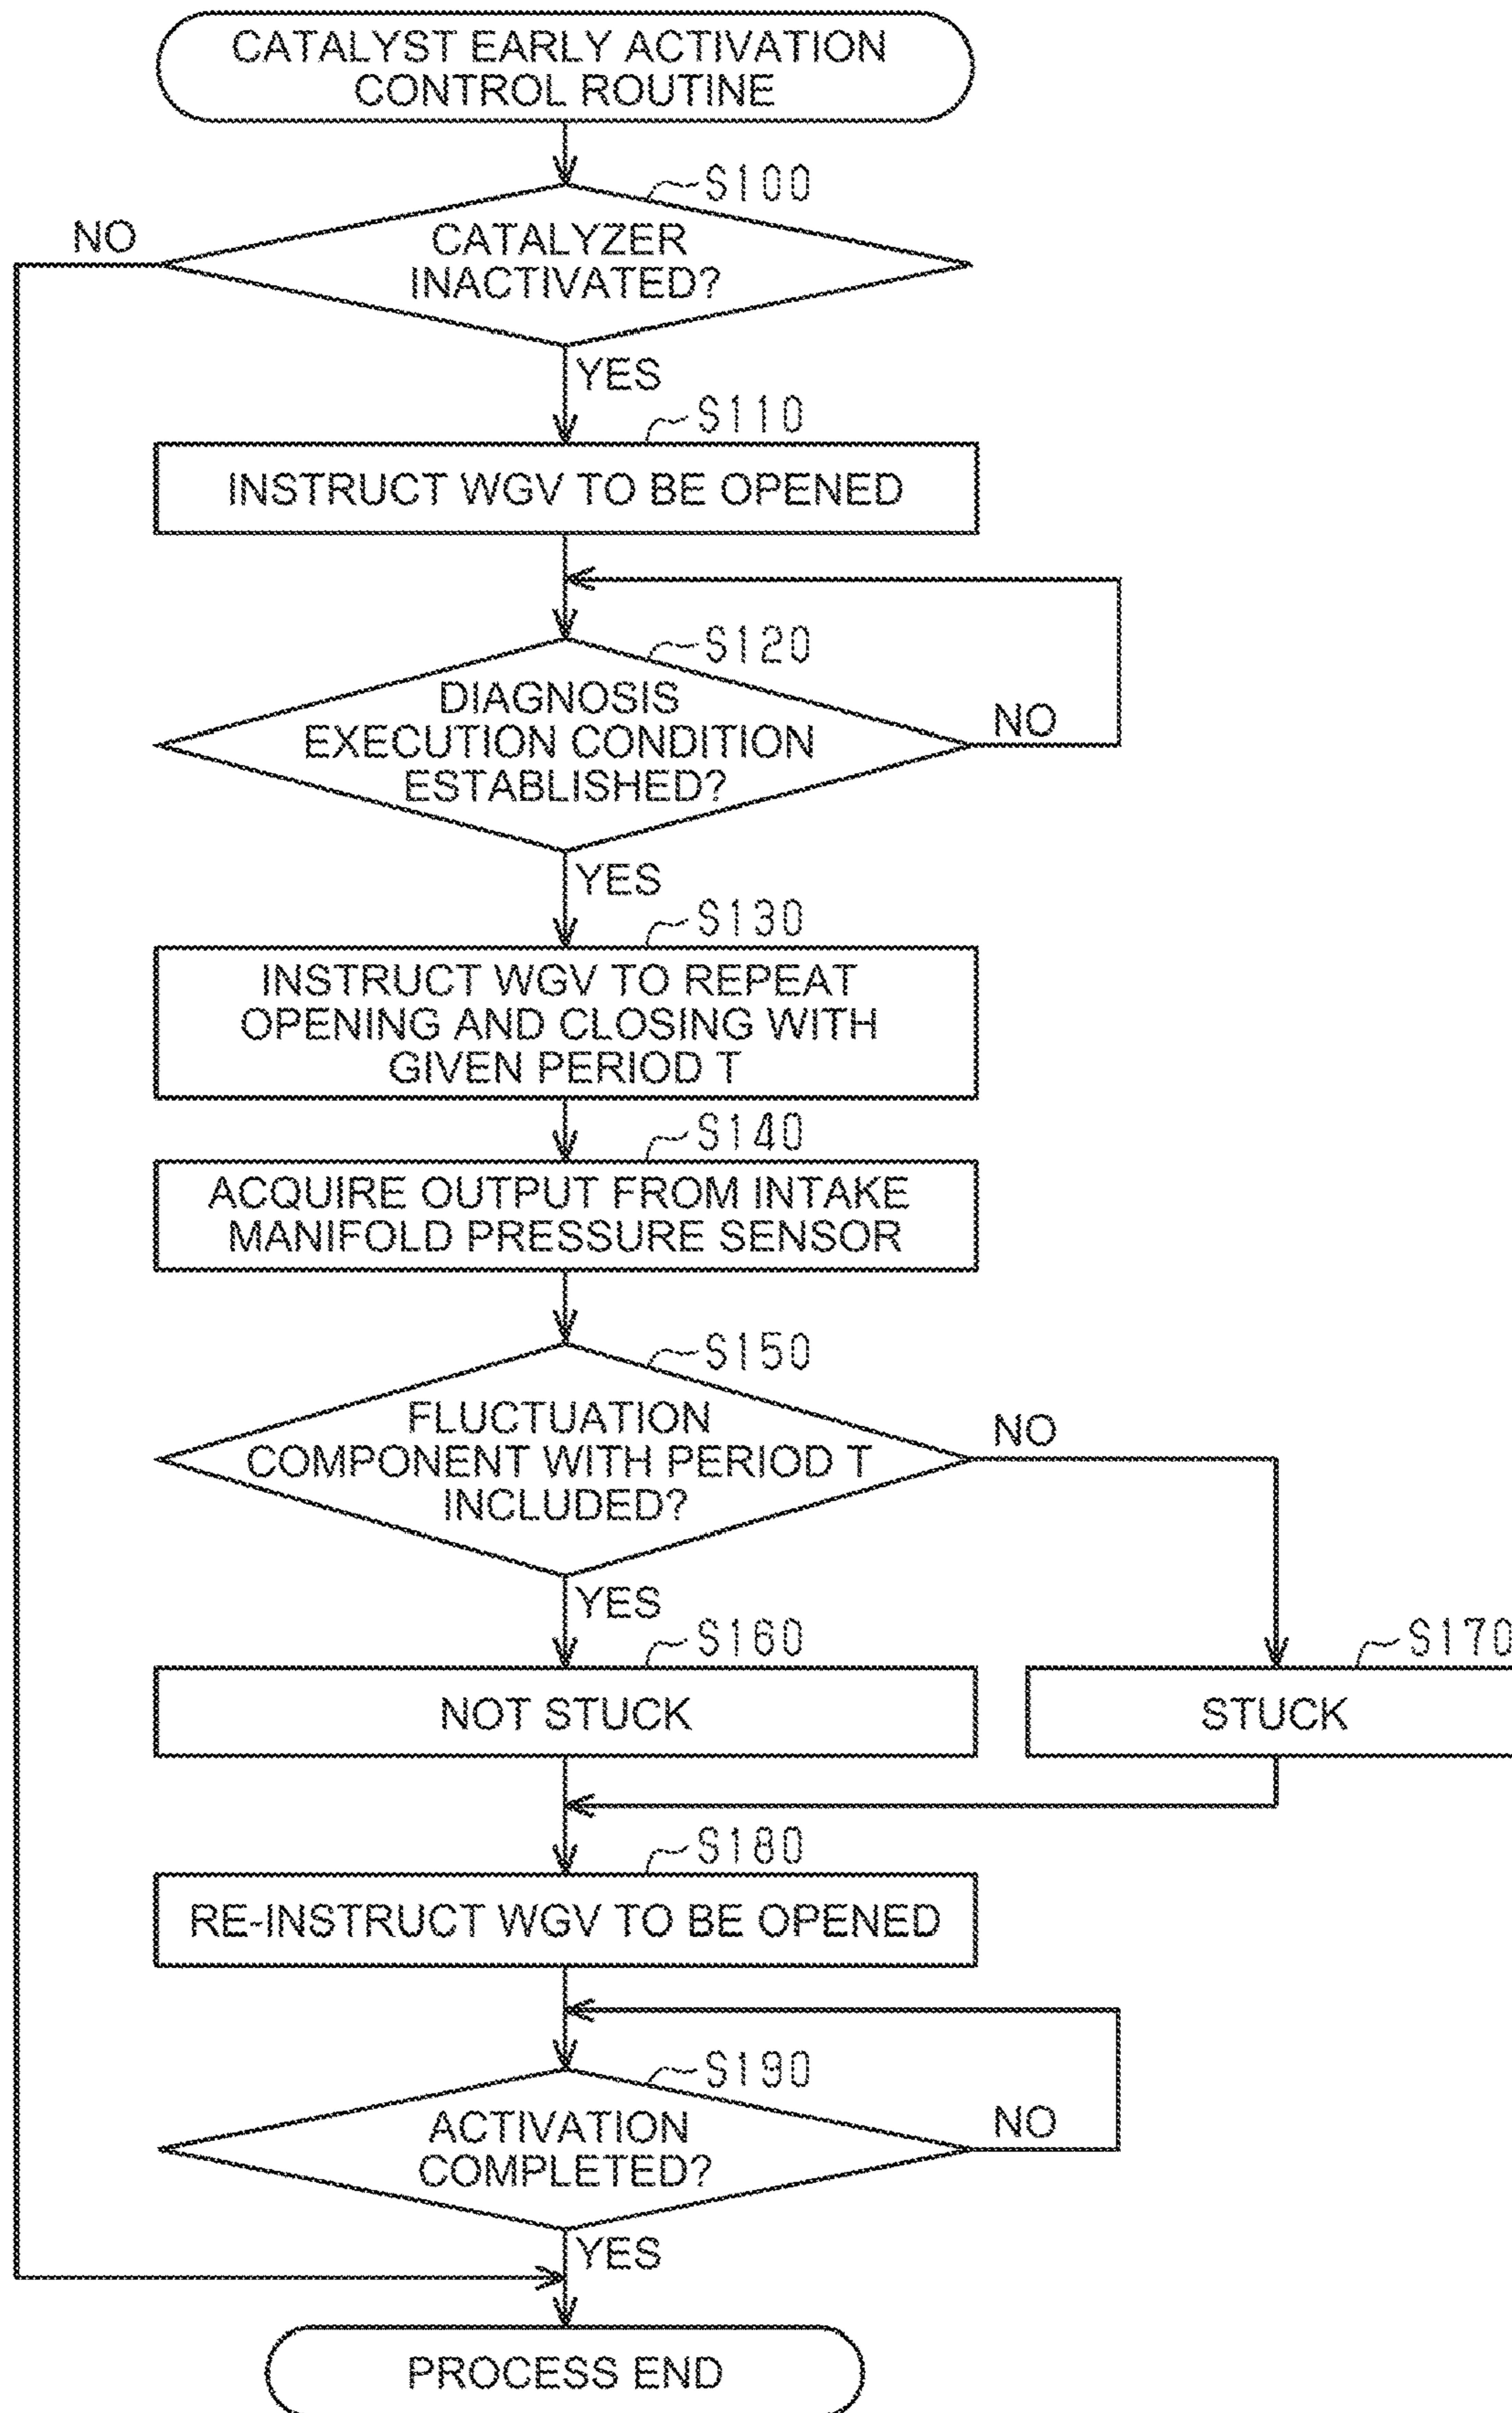 CATALYST EARLY ACTIVATION
CONTROL ROUTINE
S100
NO
CATALYZER
INACTIVATED?
YES
S110
INSTRUCT WGV TO BE OPENED
S120
DIAGNOSIS
EXECUTION CONDITION
ESTABLISHED?
NO
YES
S130
INSTRUCT WGV TO REPEAT
OPENING AND CLOSING WITH
GIVEN PERIOD T
S140
ACQUIRE OUTPUT FROM INTAKE
MANIFOLD PRESSURE SENSOR
S150
FLUCTUATION
COMPONENT WITH PERIOD T
INCLUDED?
NO
YES
S160
S170
NOT STUCK
STUCK
S180
RE-INSTRUCT WGV TO BE OPENED
S190
ACTIVATION
COMPLETED?
NO
YES
PROCESS END